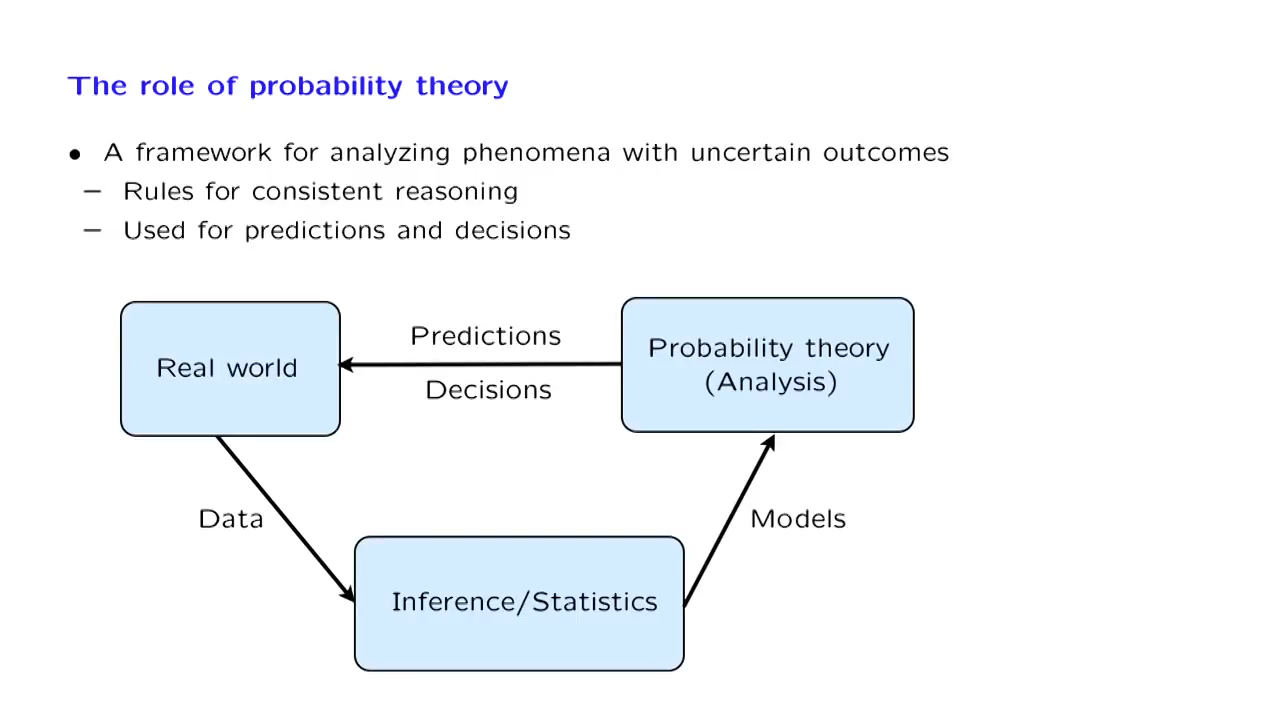 The role of probability theory
• A framework for analyzing phenomena with uncertain outcomes
– Rules for consistent reasoning
– Used for predictions and decisions
Real world
Predictions
Decisions
Probability theory
(Analysis)
Data
Models
Inference/Statistics